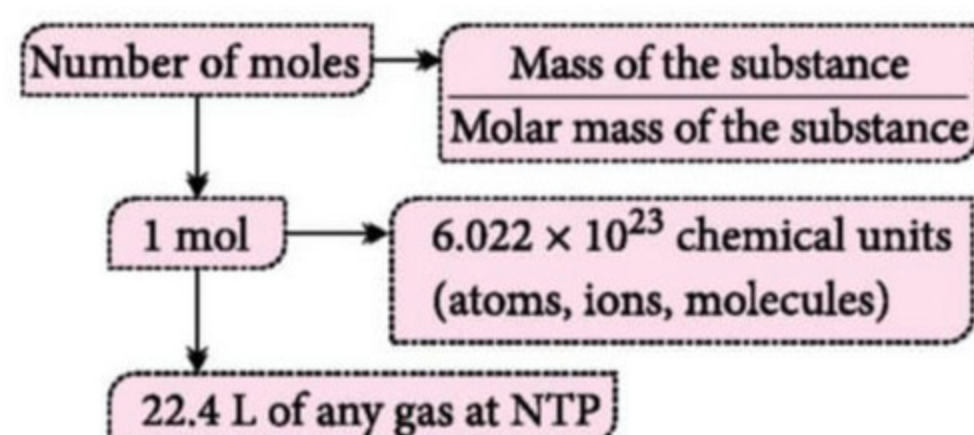 Number of moles
Mass of the substance
Molar mass of the substance
1 mol
6.022 × 10²³ chemical units
(atoms, ions, molecules)
22.4 L of any gas at NTP